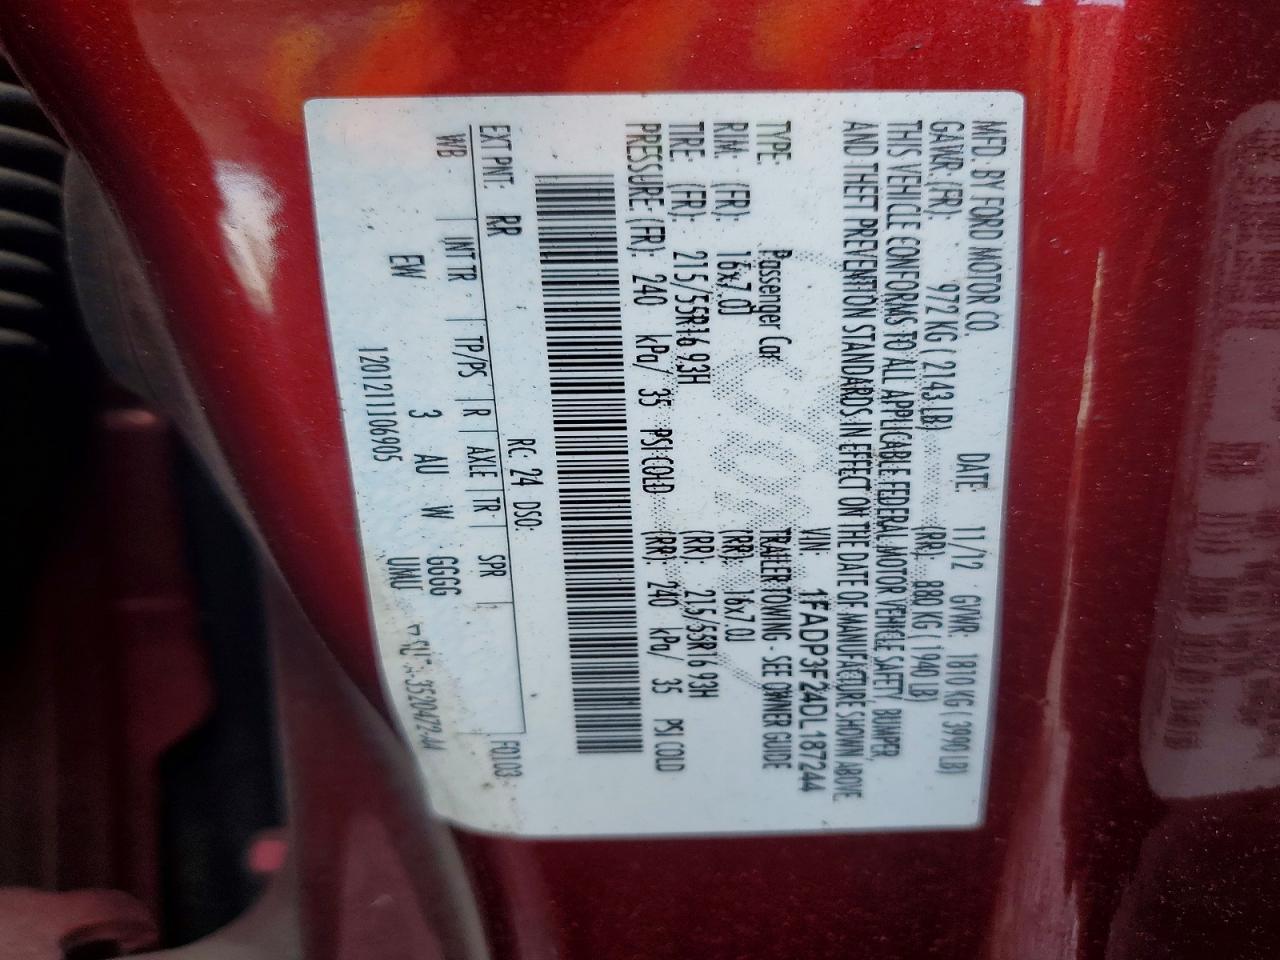 MFD. BY FORD MOTOR CO.
DATE: 11/12 GVWR: 1810 KG ( 3990 LB)
GAWR: (FR): 972 KG ( 2143 LB) (RR): 880 KG ( 1940 LB)
THIS VEHICLE CONFORMS TO ALL APPLICABLE FEDERAL MOTOR VEHICLE SAFETY, BUMPER,
AND THEFT PREVENTION STANDARDS IN EFFECT ON THE DATE OF MANUFACTURE SHOWN ABOVE.
VIN: 1FADP3F24DL187244
TYPE: Passenger Car TRAILER TOWING - SEE OWNER GUIDE
RIM: (FR): 16x7.0J (RR): 16x7.0J
TIRE: (FR): 215/55R16 93H (RR): 215/55R16 93H
PRESSURE: (FR): 240 kPa/ 35 PSI COLD (RR): 240 kPa/ 35 PSI COLD
EXT PNT: RR RC: 24 DSO: F0103
WB INT TR TP/PS R AXLE TR SPR
EW 3 AU W GGGG
1201211106905 UMU
3520472-44